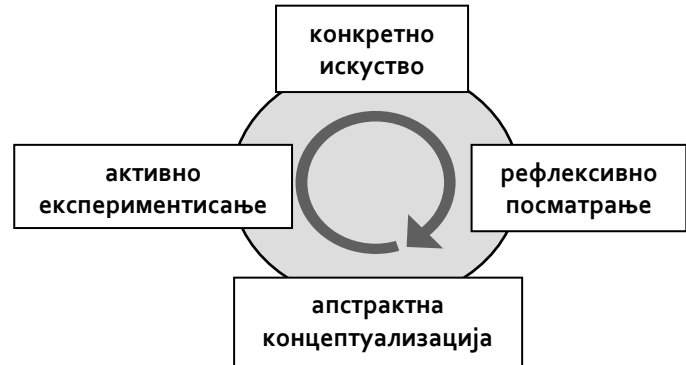 конкретно
искуство
активно
експериментисање
рефлексивно
посматрање
апстрактна
концептуализација